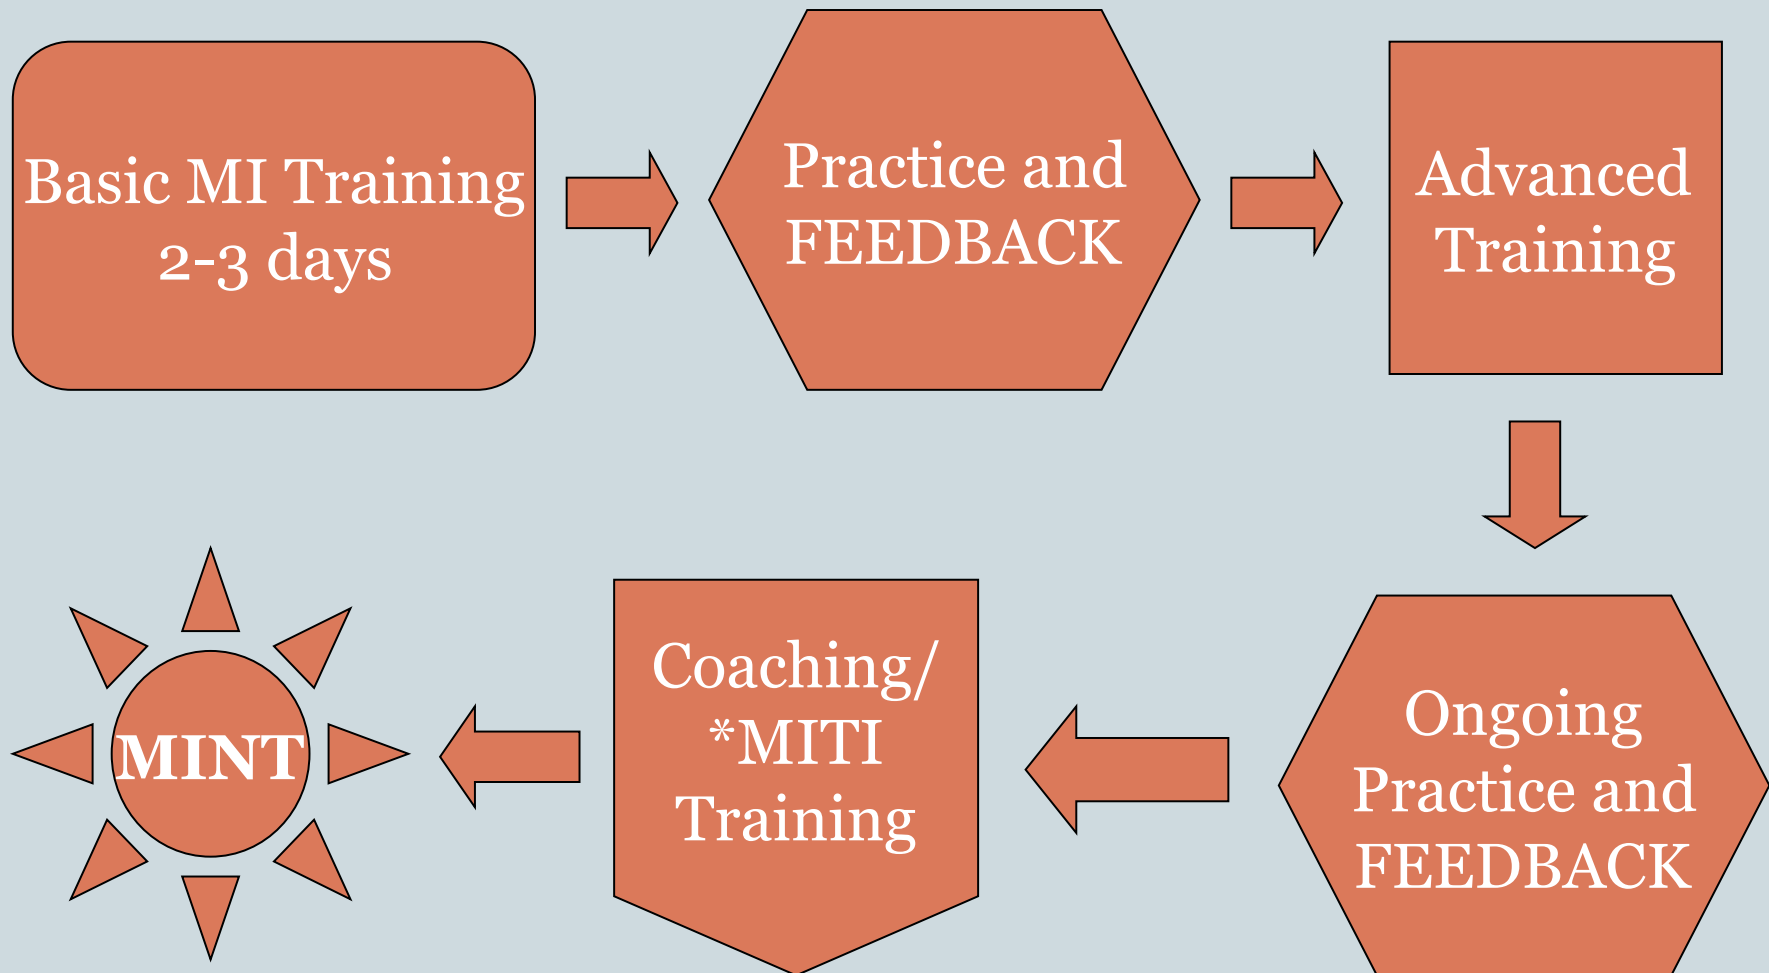 Basic MI Training
2-3 days
Practice and
FEEDBACK
Advanced
Training
Ongoing
Practice and
FEEDBACK
Coaching/
*MITI
Training
MINT